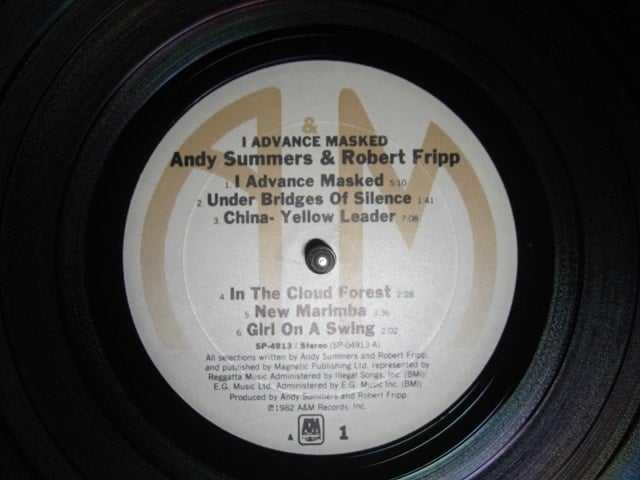 A&M
I ADVANCE MASKED
Andy Summers & Robert Fripp
1. I Advance Masked 5:10
2. Under Bridges Of Silence 1:41
3. China- Yellow Leader 7:08
4. In The Cloud Forest 2:28
5. New Marimba 3:36
6. Girl On A Swing 2:02
SP-4913 / Stereo (SP-04913 A)
All selections written by Andy Summers and Robert Fripp,
and published by Magnetic Publishing Ltd. represented by
Reggatta Music Administered by Illegal Songs, Inc. (BMI)
E.G. Music Ltd. Administered by E.G. Music Inc. (BMI)
Produced by Andy Summers and Robert Fripp.
℗1982 A&M Records, Inc.
A A&M 1